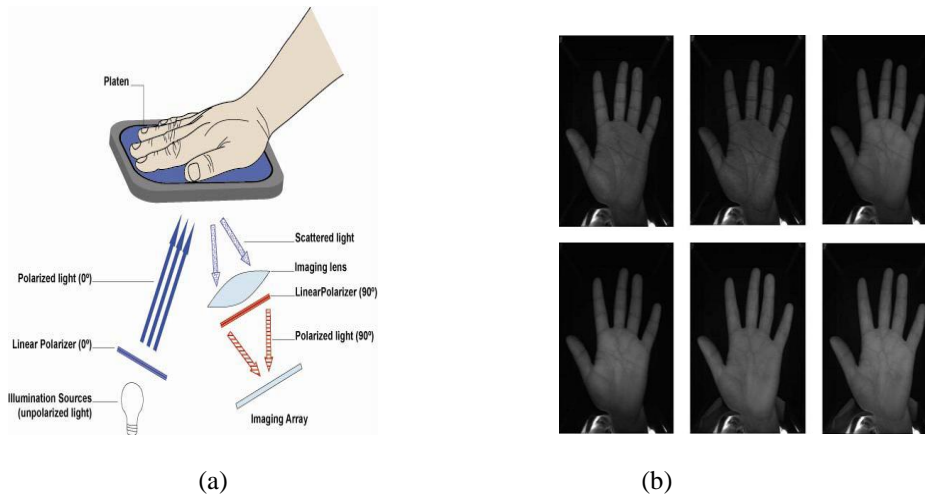 Platen
Scattered light
Imaging lens
LinearPolarizer (90º)
Polarized light (0º)
Polarized light (90º)
Linear Polarizer (0º)
Illumination Sources
(unpolarized light)
Imaging Array
(a)
(b)